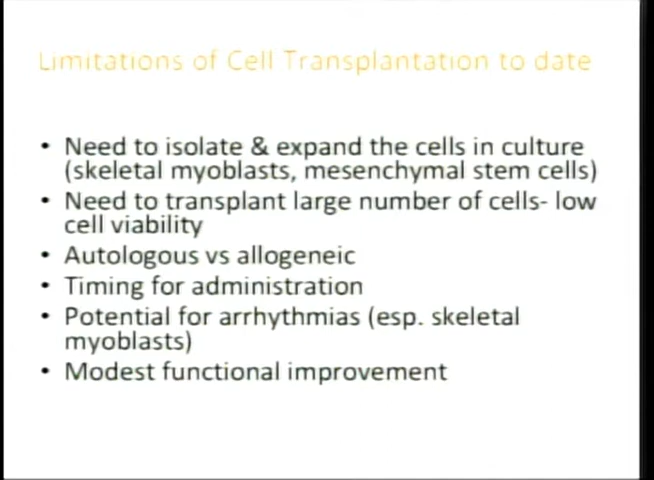 Limitations of Cell Transplantation to date
• Need to isolate & expand the cells in culture
(skeletal myoblasts, mesenchymal stem cells)
• Need to transplant large number of cells- low
cell viability
• Autologous vs allogeneic
• Timing for administration
• Potential for arrhythmias (esp. skeletal
myoblasts)
• Modest functional improvement